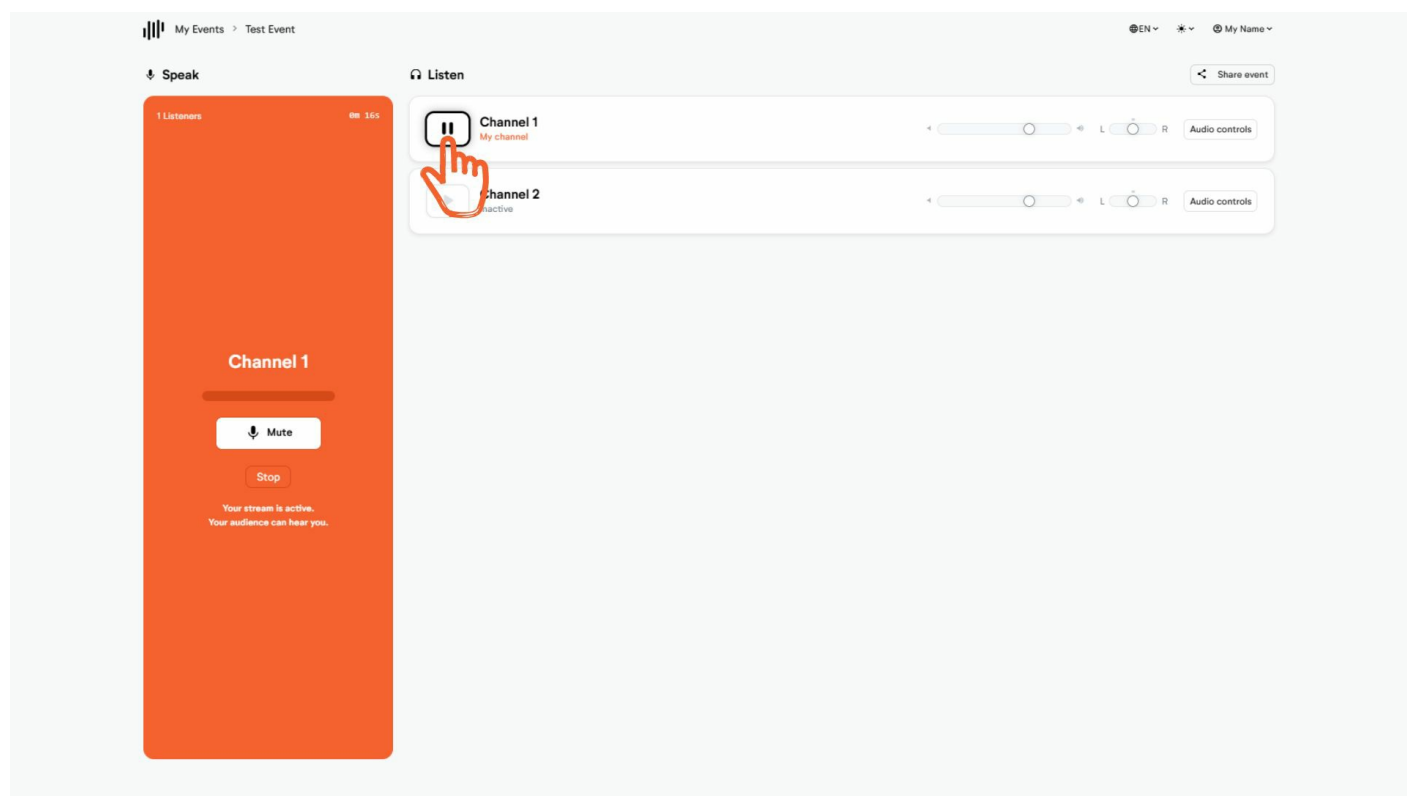 My Events > Test Event
EN
My Name
Speak
Listen
Share event
1 Listeners
0m 16s
Channel 1
Mute
Stop
Your stream is active.
Your audience can hear you.
Channel 1
My channel
L
R
Audio controls
Channel 2
L
R
Audio controls